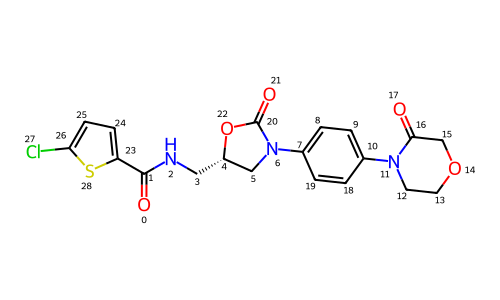 21
O
25 24 22 20 8 9 17
27 26 O O 16
Cl 23 H N 7 10 15
S N 4 6 N O 14
28 1 2 3 5 11
O 19 18 12 13
0